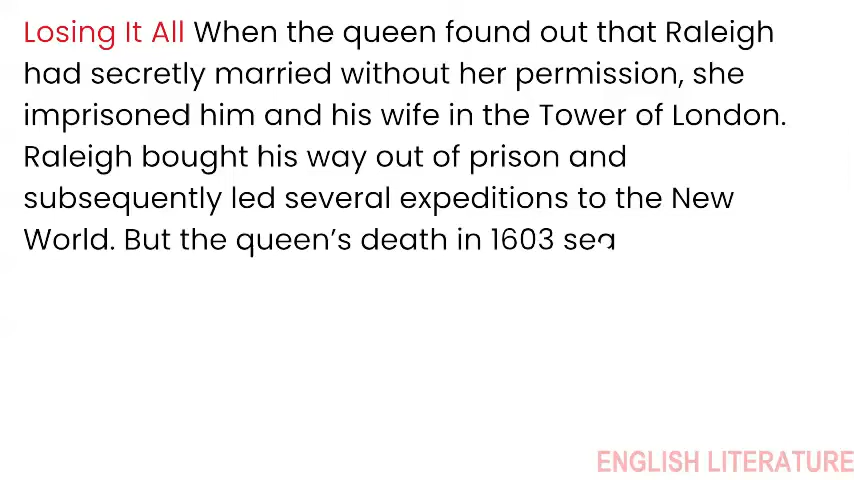 Losing It All When the queen found out that Raleigh
had secretly married without her permission, she
imprisoned him and his wife in the Tower of London.
Raleigh bought his way out of prison and
subsequently led several expeditions to the New
World. But the queen’s death in 1603 sea
ENGLISH LITERATURE